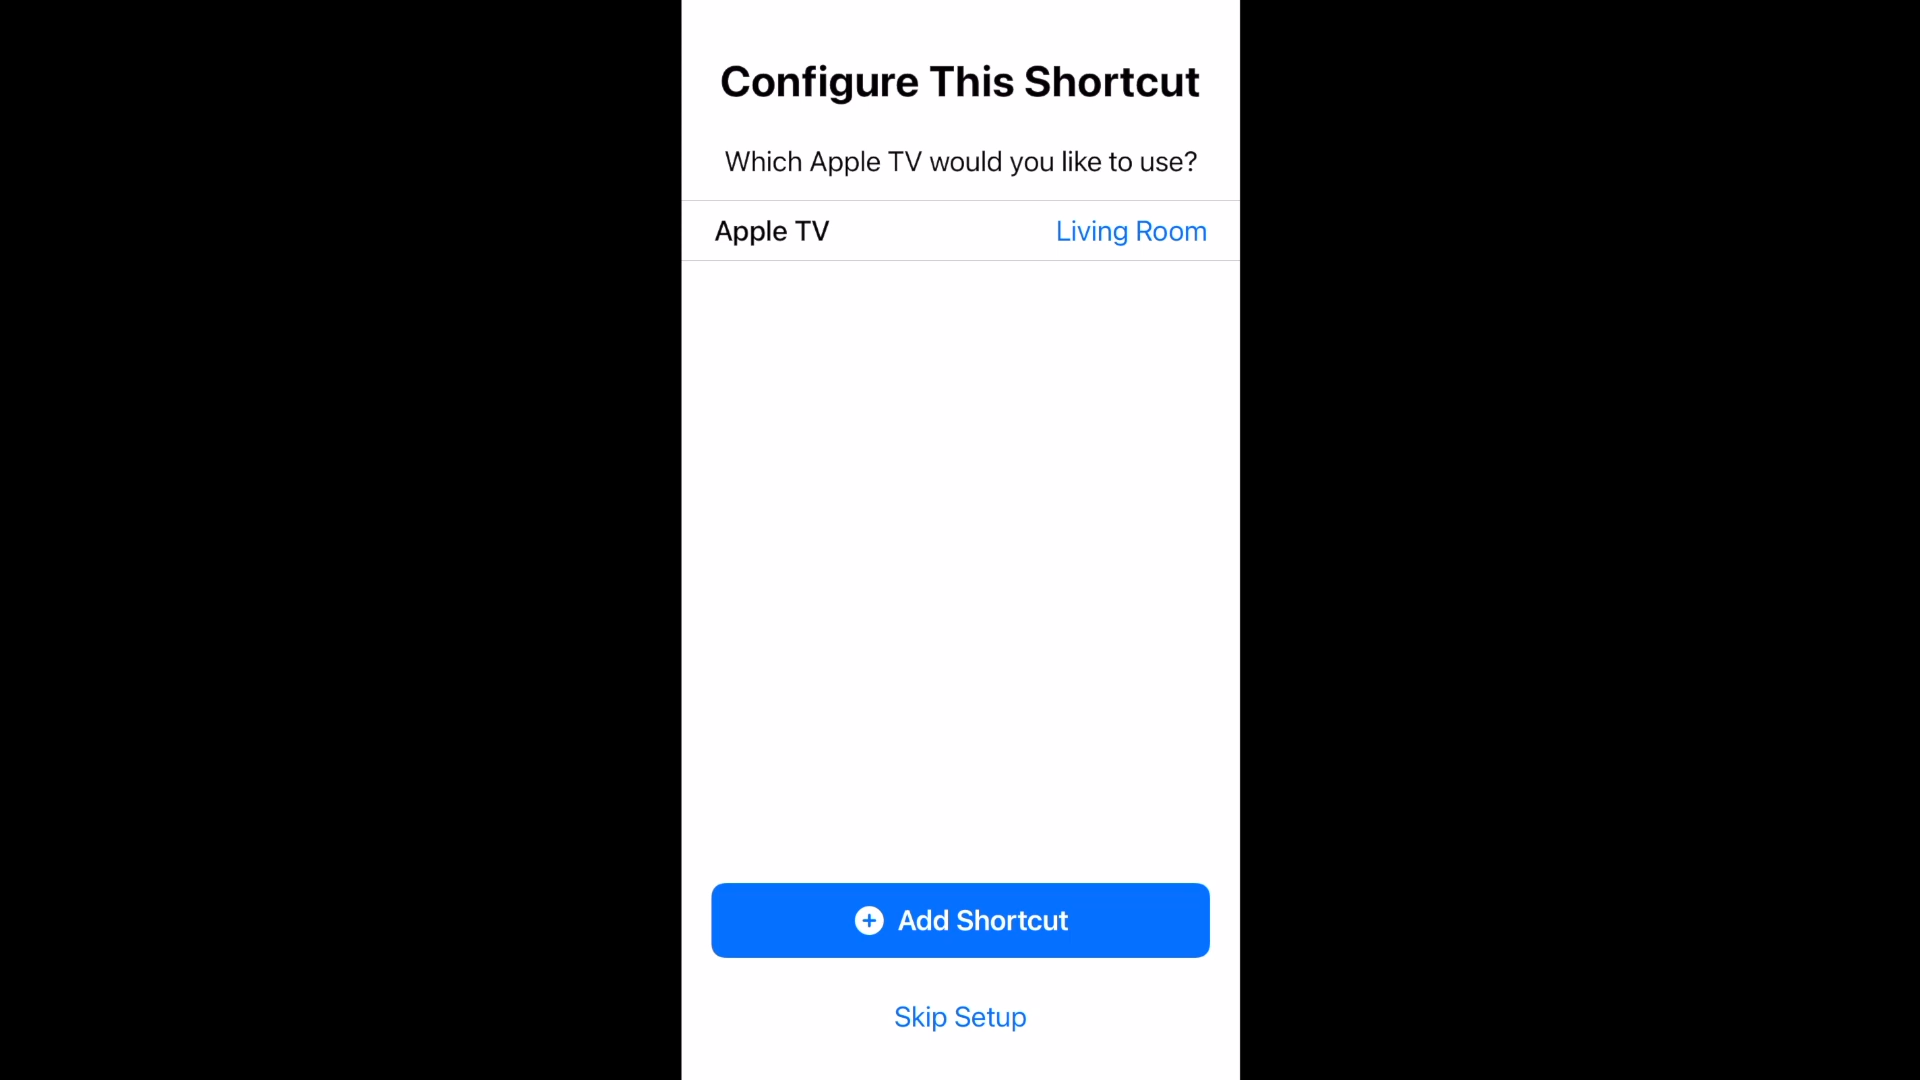 Configure This Shortcut
Which Apple TV would you like to use?
Apple TV Living Room
Add Shortcut
Skip Setup